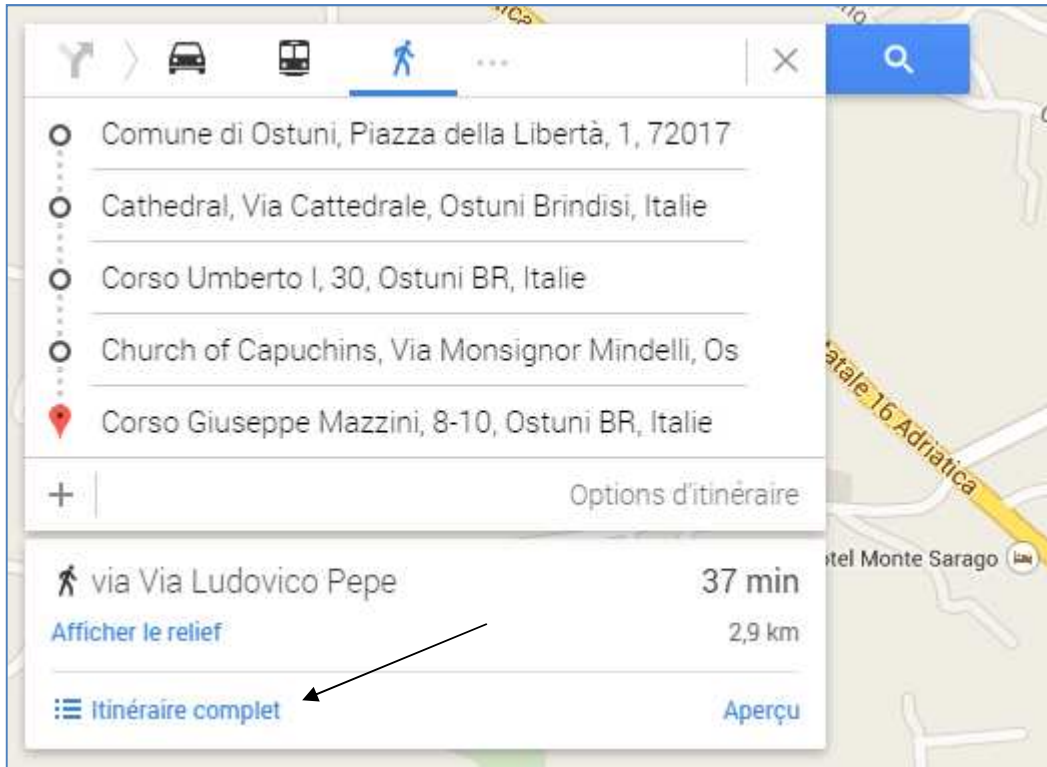 Comune di Ostuni, Piazza della Libertà, 1, 72017
Cathedral, Via Cattedrale, Ostuni Brindisi, Italie
Corso Umberto I, 30, Ostuni BR, Italie
Church of Capuchins, Via Monsignor Mindelli, Os
Corso Giuseppe Mazzini, 8-10, Ostuni BR, Italie
Options d'itinéraire
via Via Ludovico Pepe 37 min
Afficher le relief 2,9 km
Itinéraire complet Aperçu
atale 16 Adriatica
tel Monte Sarago